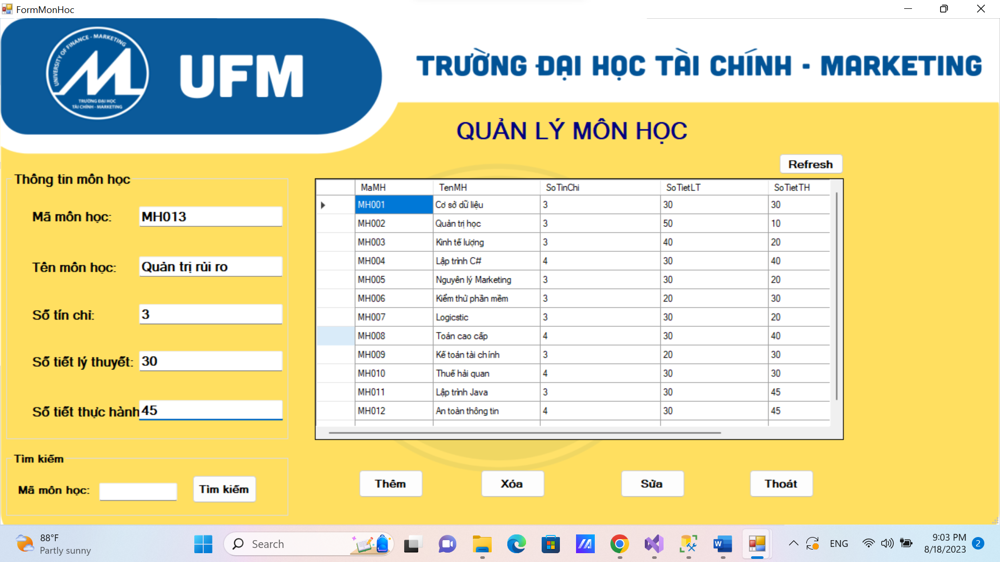 FormMonHoc
UNIVERSITY OF FINANCE - MARKETING
TRƯỜNG ĐẠI HỌC
TÀI CHÍNH - MARKETING
UFM
TRƯỜNG ĐẠI HỌC TÀI CHÍNH - MARKETING
QUẢN LÝ MÔN HỌC
Refresh
Thông tin môn học
Mã môn học: MH013
Tên môn học: Quản trị rủi ro
Số tín chỉ: 3
Số tiết lý thuyết: 30
Số tiết thực hành 45
MaMH TenMH SoTinChi SoTietLT SoTietTH
MH001 Cơ sở dữ liệu 3 30 30
MH002 Quản trị học 3 50 10
MH003 Kinh tế lượng 3 40 20
MH004 Lập trình C# 4 30 40
MH005 Nguyên lý Marketing 3 30 20
MH006 Kiểm thử phần mềm 3 20 30
MH007 Logicstic 3 30 20
MH008 Toán cao cấp 4 30 40
MH009 Kế toán tài chính 3 20 30
MH010 Thuế hải quan 4 30 30
MH011 Lập trình Java 3 30 45
MH012 An toàn thông tin 4 30 45
Tìm kiếm
Mã môn học: Tìm kiếm
Thêm Xóa Sửa Thoát
88°F
Partly sunny
Search
W
ENG
9:03 PM
8/18/2023
2